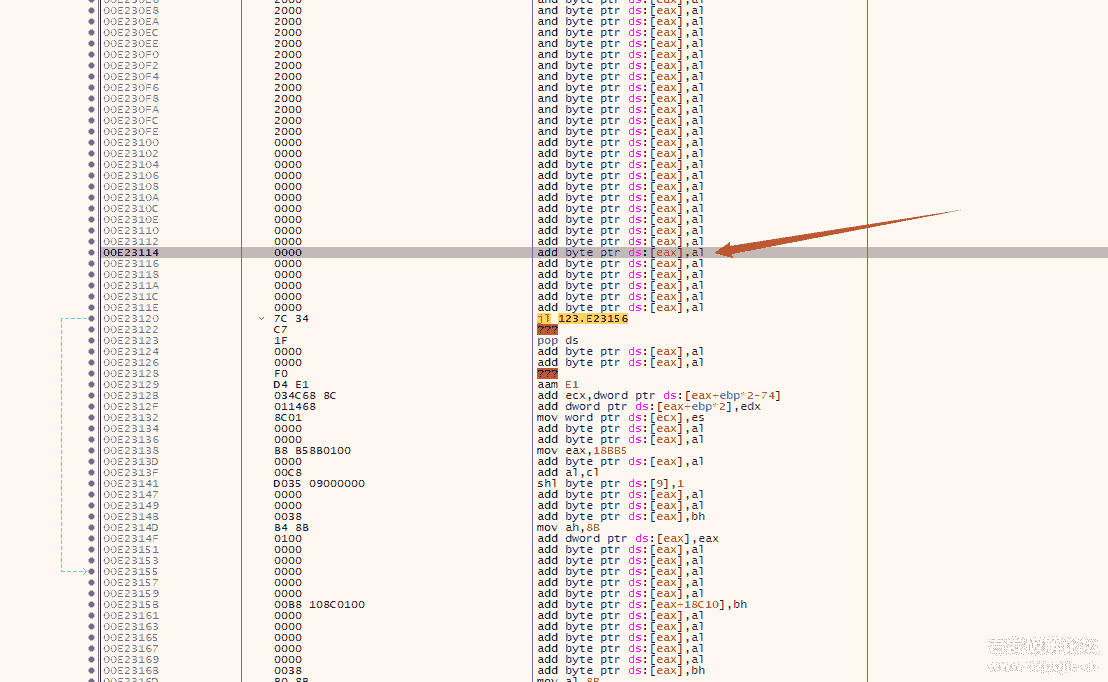 00E230E8 2000 and byte ptr ds:[eax],al
00E230EA 2000 and byte ptr ds:[eax],al
00E230EC 2000 and byte ptr ds:[eax],al
00E230EE 2000 and byte ptr ds:[eax],al
00E230F0 2000 and byte ptr ds:[eax],al
00E230F2 2000 and byte ptr ds:[eax],al
00E230F4 2000 and byte ptr ds:[eax],al
00E230F6 2000 and byte ptr ds:[eax],al
00E230F8 2000 and byte ptr ds:[eax],al
00E230FA 2000 and byte ptr ds:[eax],al
00E230FC 2000 and byte ptr ds:[eax],al
00E230FE 2000 and byte ptr ds:[eax],al
00E23100 0000 add byte ptr ds:[eax],al
00E23102 0000 add byte ptr ds:[eax],al
00E23104 0000 add byte ptr ds:[eax],al
00E23106 0000 add byte ptr ds:[eax],al
00E23108 0000 add byte ptr ds:[eax],al
00E2310A 0000 add byte ptr ds:[eax],al
00E2310C 0000 add byte ptr ds:[eax],al
00E2310E 0000 add byte ptr ds:[eax],al
00E23110 0000 add byte ptr ds:[eax],al
00E23112 0000 add byte ptr ds:[eax],al
00E23114 0000 add byte ptr ds:[eax],al
00E23116 0000 add byte ptr ds:[eax],al
00E23118 0000 add byte ptr ds:[eax],al
00E2311A 0000 add byte ptr ds:[eax],al
00E2311C 0000 add byte ptr ds:[eax],al
00E2311E 0000 add byte ptr ds:[eax],al
00E23120 7C 34 jl 123.E23156
00E23122 C7 ???
00E23123 1F pop ds
00E23124 0000 add byte ptr ds:[eax],al
00E23126 0000 add byte ptr ds:[eax],al
00E23128 F0 ???
00E23129 D4 E1 aam E1
00E2312B 034C68 8C add ecx,dword ptr ds:[eax+ebp*2-74]
00E2312F 011468 add dword ptr ds:[eax+ebp*2],edx
00E23132 8C01 mov word ptr ds:[ecx],es
00E23134 0000 add byte ptr ds:[eax],al
00E23136 0000 add byte ptr ds:[eax],al
00E23138 B8 B58B0100 mov eax,18BB5
00E2313D 0000 add byte ptr ds:[eax],al
00E2313F 00C8 add al,cl
00E23141 D035 09000000 shl byte ptr ds:[9],1
00E23147 0000 add byte ptr ds:[eax],al
00E23149 0000 add byte ptr ds:[eax],al
00E2314B 0038 add byte ptr ds:[eax],bh
00E2314D B4 8B mov ah,8B
00E2314F 0100 add dword ptr ds:[eax],eax
00E23151 0000 add byte ptr ds:[eax],al
00E23153 0000 add byte ptr ds:[eax],al
00E23155 0000 add byte ptr ds:[eax],al
00E23157 0000 add byte ptr ds:[eax],al
00E23159 0000 add byte ptr ds:[eax],al
00E2315B 00B8 108C0100 add byte ptr ds:[eax+18C10],bh
00E23161 0000 add byte ptr ds:[eax],al
00E23163 0000 add byte ptr ds:[eax],al
00E23165 0000 add byte ptr ds:[eax],al
00E23167 0000 add byte ptr ds:[eax],al
00E23169 0000 add byte ptr ds:[eax],al
00E2316B 0038 add byte ptr ds:[eax],bh